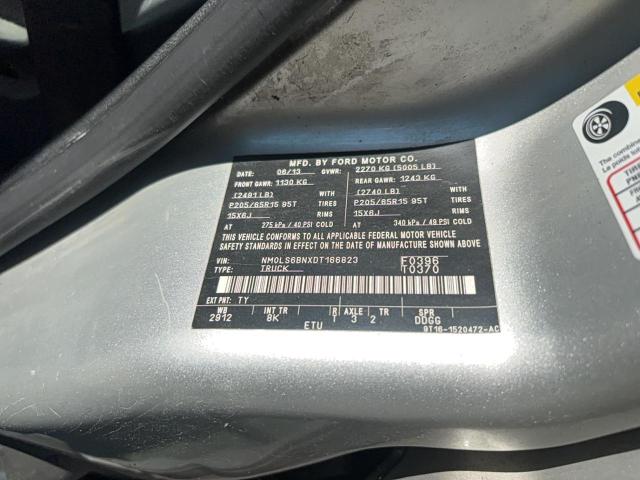 MFD. BY FORD MOTOR CO.
DATE: 06/13 GVWR: 2270 KG (5005 LB)
FRONT GAWR: 1130 KG REAR GAWR: 1243 KG
(2491 LB) (2740 LB)
P205/65R15 95T TIRES P205/65R15 95T TIRES
15X6J RIMS 15X6J RIMS
AT 275 kPa / 40 PSI COLD AT 340 kPa / 49 PSI COLD
THIS VEHICLE CONFORMS TO ALL APPLICABLE FEDERAL MOTOR VEHICLE
SAFETY STANDARDS IN EFFECT ON THE DATE OF MANUFACTURE SHOWN ABOVE.
VIN: NM0LS6BNXDT166823 F0396
TYPE: TRUCK T0370
EXT PNT: TY
WB INT TR R AXLE TR SPR
2912 8K 1 3 2 DDGG
ETU 9T16-1520472-AC
The combine